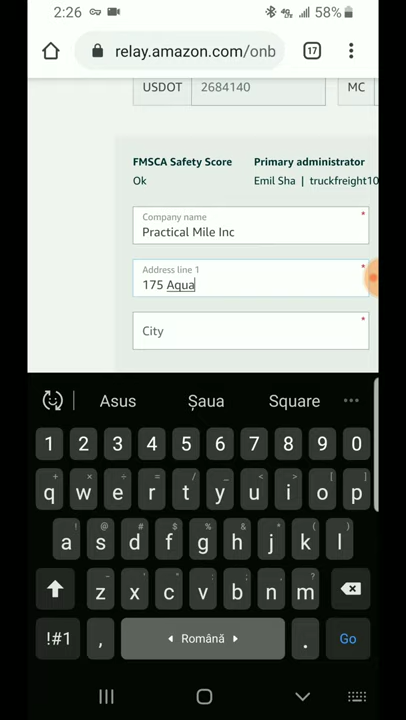 2:26 58%
relay.amazon.com/onb 17
USDOT 2684140 MC
FMSCA Safety Score Primary administrator
Ok Emil Sha | truckfreight10
Company name *
Practical Mile Inc
Address line 1 *
175 Aqua
City *
Asus Șaua Square
1 2 3 4 5 6 7 8 9 0
q w e r t y u i o p
a s d f g h j k l
z x c v b n m
!#1 , Română . Go